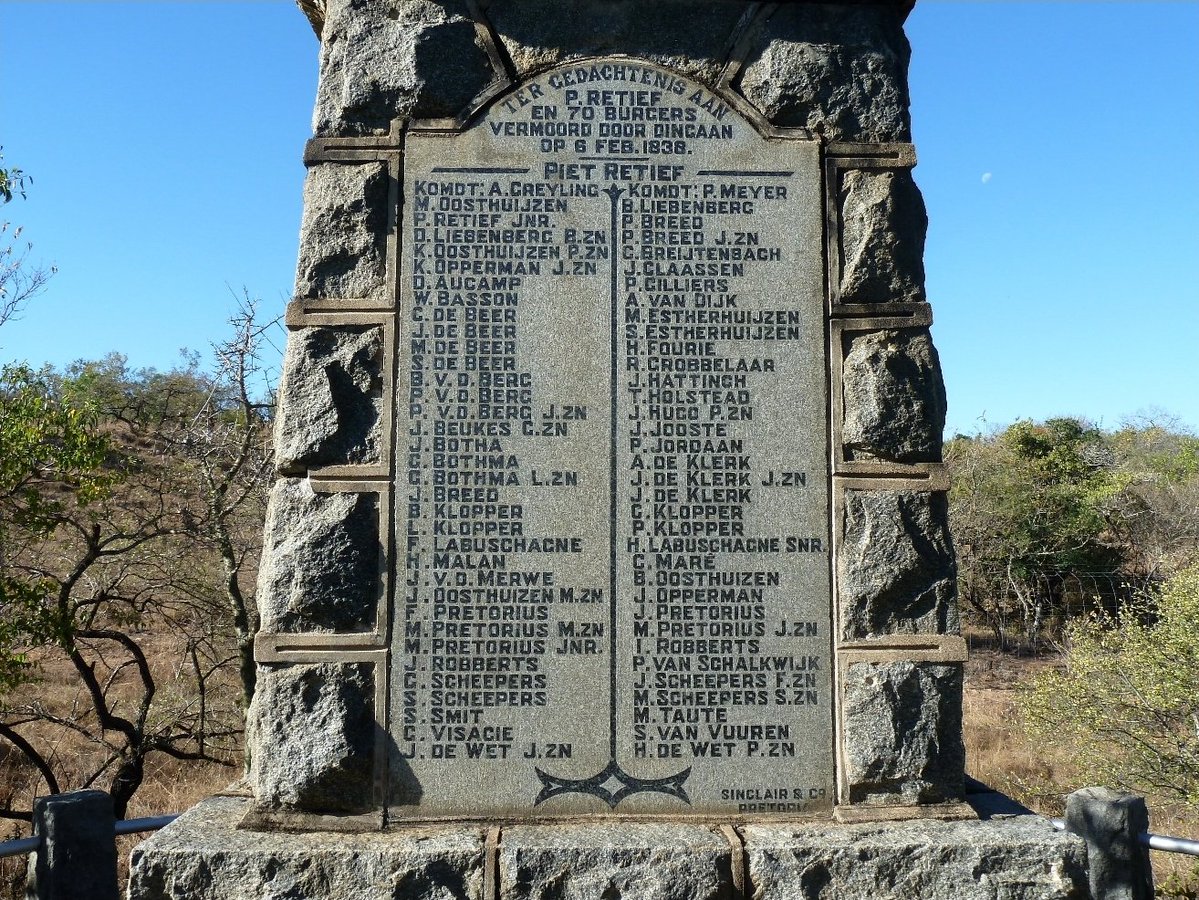 TER GEDACHTENIS AAN
P. RETIEF
EN 70 BURGERS
VERMOORD DOOR DINGAAN
OP 6 FEB. 1838.
PIET RETIEF
KOMDT: A. GREYLING
M. OOSTHUIJZEN
P. RETIEF JNR.
D. LIEBENBERG B.ZN
K. OOSTHUIJZEN P.ZN
K. OPPERMAN J.ZN
D. AUCAMP
W. BASSON
C. DE BEER
J. DE BEER
M. DE BEER
S. DE BEER
B. V.D. BERG
P. V.D. BERG
P. V.D. BERG J.ZN
J. BEUKES G.ZN
J. BOTHA
G. BOTHMA
G. BOTHMA L.ZN
J. BREED
B. KLOPPER
L. KLOPPER
F. LABUSCHAGNE
H. MALAN
J. V.D. MERWE
J. OOSTHUIZEN M.ZN
F. PRETORIUS
M. PRETORIUS M.ZN
M. PRETORIUS JNR.
J. ROBBERTS
G. SCHEEPERS
S. SCHEEPERS
S. SMIT
C. VISAGIE
J. DE WET J.ZN
KOMDT: P. MEYER
B. LIEBENBERG
P. BREED
C. BREED J.ZN
C. BREIJTENBACH
J. CLAASSEN
P. CILLIERS
A. VAN DIJK
M. ESTHERHUIJZEN
S. ESTHERHUIJZEN
H. FOURIE
R. GROBBELAAR
J. HATTINGH
T. HOLSTEAD
J. HUGO P.ZN
J. JOOSTE
P. JORDAAN
A. DE KLERK
J. DE KLERK J.ZN
J. DE KLERK
C. KLOPPER
P. KLOPPER
H. LABUSCHAGNE SNR.
C. MARE
B. OOSTHUIZEN
J. OPPERMAN
J. PRETORIUS
M. PRETORIUS J.ZN
I. ROBBERTS
P. VAN SCHALKWIJK
J. SCHEEPERS F.ZN
M. SCHEEPERS S.ZN
M. TAUTE
S. VAN VUUREN
H. DE WET P.ZN
SINCLAIR & CO
PRETORIA